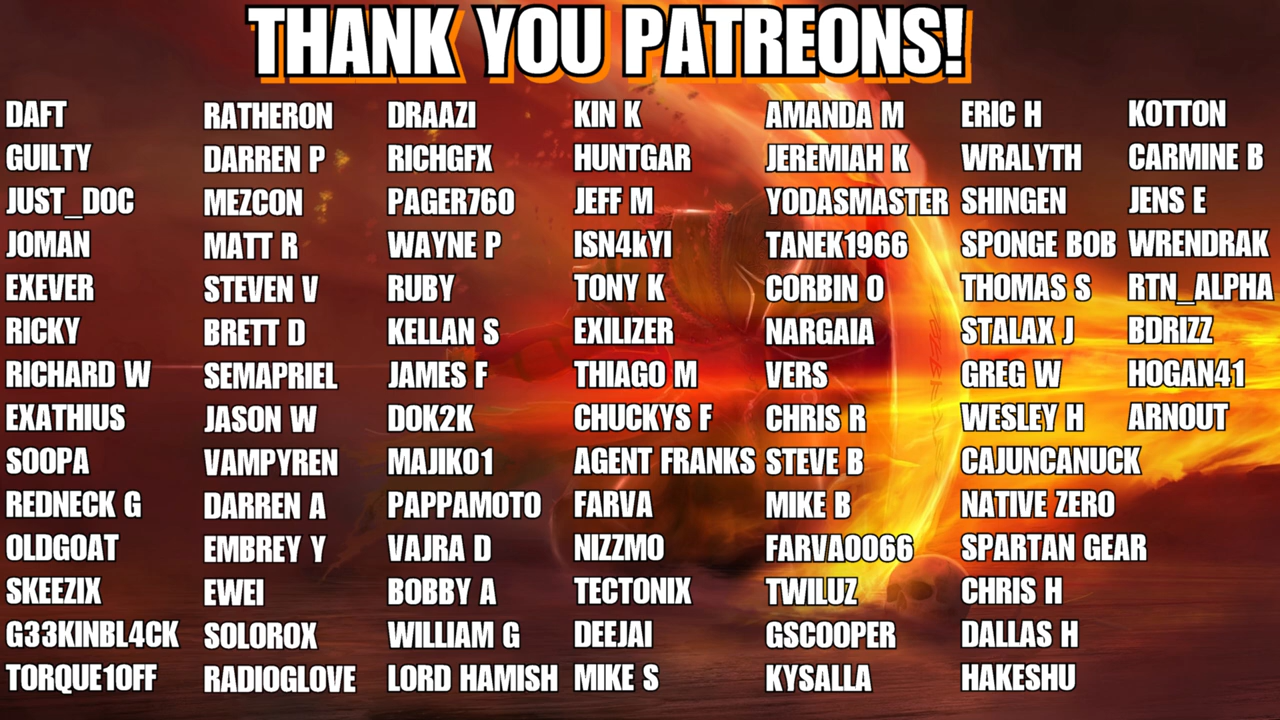 THANK YOU PATREONS!
DAFT
GUILTY
JUST_DOC
JOMAN
EXEVER
RICKY
RICHARD W
EXATHIUS
SOOPA
REDNECK G
OLDGOAT
SKEEZIX
G33KINBL4CK
TORQUE10FF
RATHERON
DARREN P
MEZCON
MATT R
STEVEN V
BRETT D
SEMAPRIEL
JASON W
VAMPYREN
DARREN A
EMBREY Y
EWEI
SOLOROX
RADIOGLOVE
DRAAZI
RICHGFX
PAGER760
WAYNE P
RUBY
KELLAN S
JAMES F
DOK2K
MAJIK01
PAPPAMOTO
VAJRA D
BOBBY A
WILLIAM G
LORD HAMISH
KIN K
HUNTGAR
JEFF M
ISN4kYI
TONY K
EXILIZER
THIAGO M
CHUCKYS F
AGENT FRANKS
FARVA
NIZZMO
TECTONIX
DEEJAI
MIKE S
AMANDA M
JEREMIAH K
YODASMASTER
TANEK1966
CORBIN O
NARGAIA
VERS
CHRIS R
STEVE B
MIKE B
FARVA0066
TWILUZ
GSCOOPER
KYSALLA
ERIC H
WRALYTH
SHINGEN
SPONGE BOB
THOMAS S
STALAX J
GREG W
WESLEY H
CAJUNCANUCK
NATIVE ZERO
SPARTAN GEAR
CHRIS H
DALLAS H
HAKESHU
KOTTON
CARMINE B
JENS E
WRENDRAK
RTN_ALPHA
BDRIZZ
HOGAN41
ARNOUT